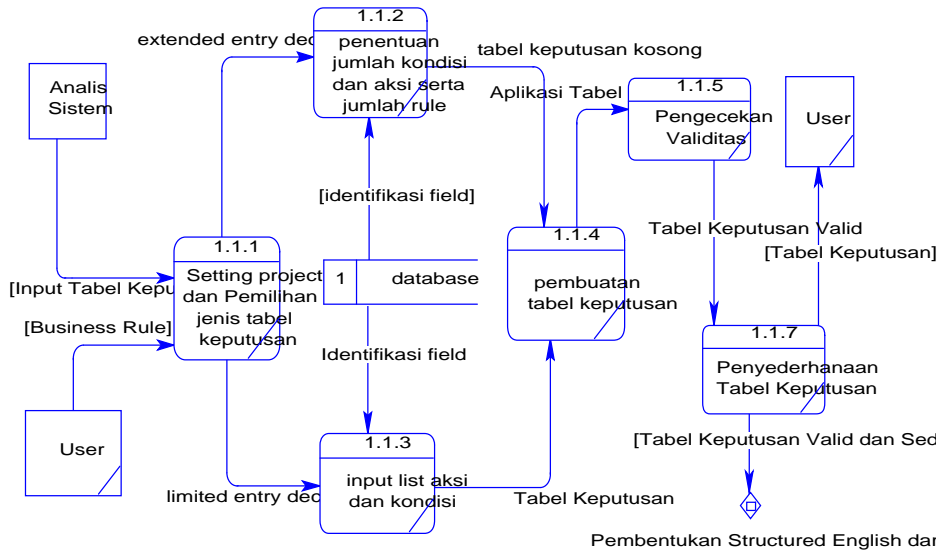 1.1.2
extended entry dec
penentuan
jumlah kondisi
dan aksi serta
jumlah rule
tabel keputusan kosong
Analis
Sistem
Aplikasi Tabel
1.1.5
Pengecekan
Validitas
User
[identifikasi field]
Tabel Keputusan Valid
[Tabel Keputusan]
1.1.1
Setting project
dan Pemilihan
jenis tabel
keputusan
[Input Tabel Kepu
[Business Rule]
1
database
1.1.4
pembuatan
tabel keputusan
Identifikasi field
1.1.7
Penyederhanaan
Tabel Keputusan
User
1.1.3
input list aksi
dan kondisi
limited entry dec
Tabel Keputusan
[Tabel Keputusan Valid dan Sed
Pembentukan Structured English dan